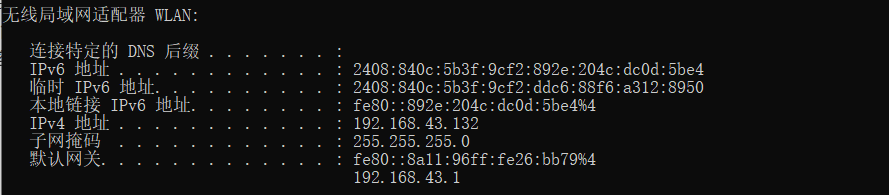 无线局域网适配器 WLAN:
连接特定的 DNS 后缀 . . . . . . . :
IPv6 地址 . . . . . . . . . . . . : 2408:840c:5b3f:9cf2:892e:204c:dc0d:5be4
临时 IPv6 地址. . . . . . . . . . : 2408:840c:5b3f:9cf2:ddc6:88f6:a312:8950
本地链接 IPv6 地址. . . . . . . . : fe80::892e:204c:dc0d:5be4%4
IPv4 地址 . . . . . . . . . . . . : 192.168.43.132
子网掩码 . . . . . . . . . . . . : 255.255.255.0
默认网关. . . . . . . . . . . . . : fe80::8a11:96ff:fe26:bb79%4
192.168.43.1